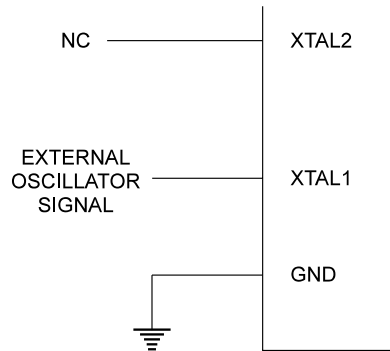 NC XTAL2
EXTERNAL
OSCILLATOR
SIGNAL
XTAL1
GND